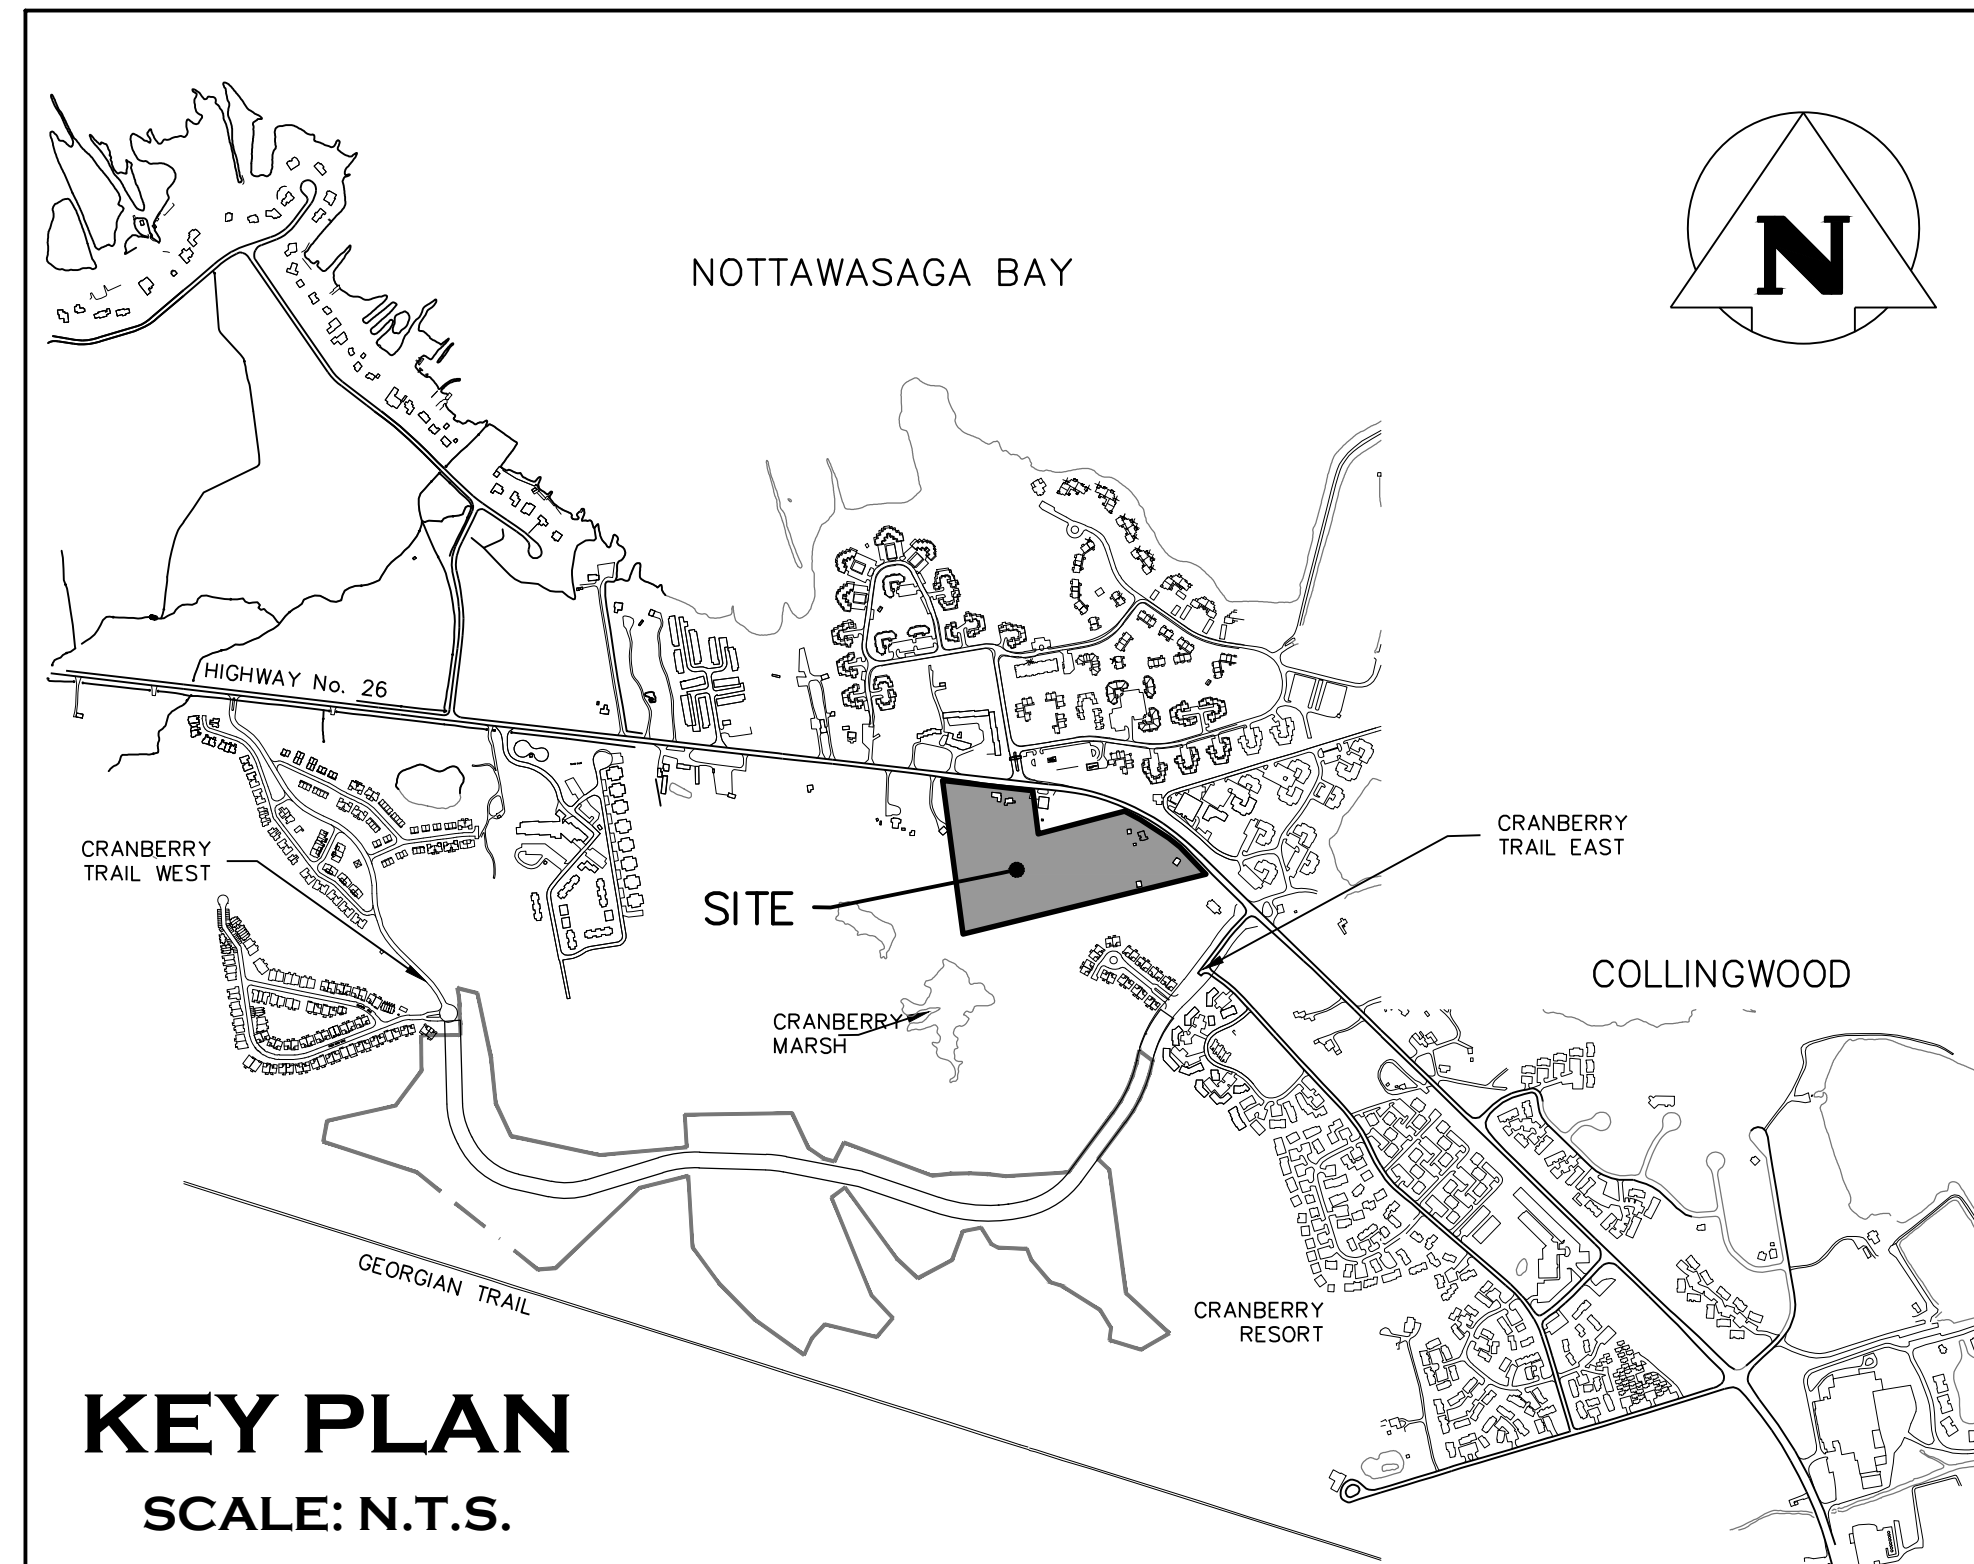 N
NOTTAWASAGA BAY
HIGHWAY No. 26
CRANBERRY
TRAIL WEST
CRANBERRY
TRAIL EAST
SITE
COLLINGWOOD
CRANBERRY
MARSH
GEORGIAN TRAIL
CRANBERRY
RESORT
KEY PLAN
SCALE: N.T.S.